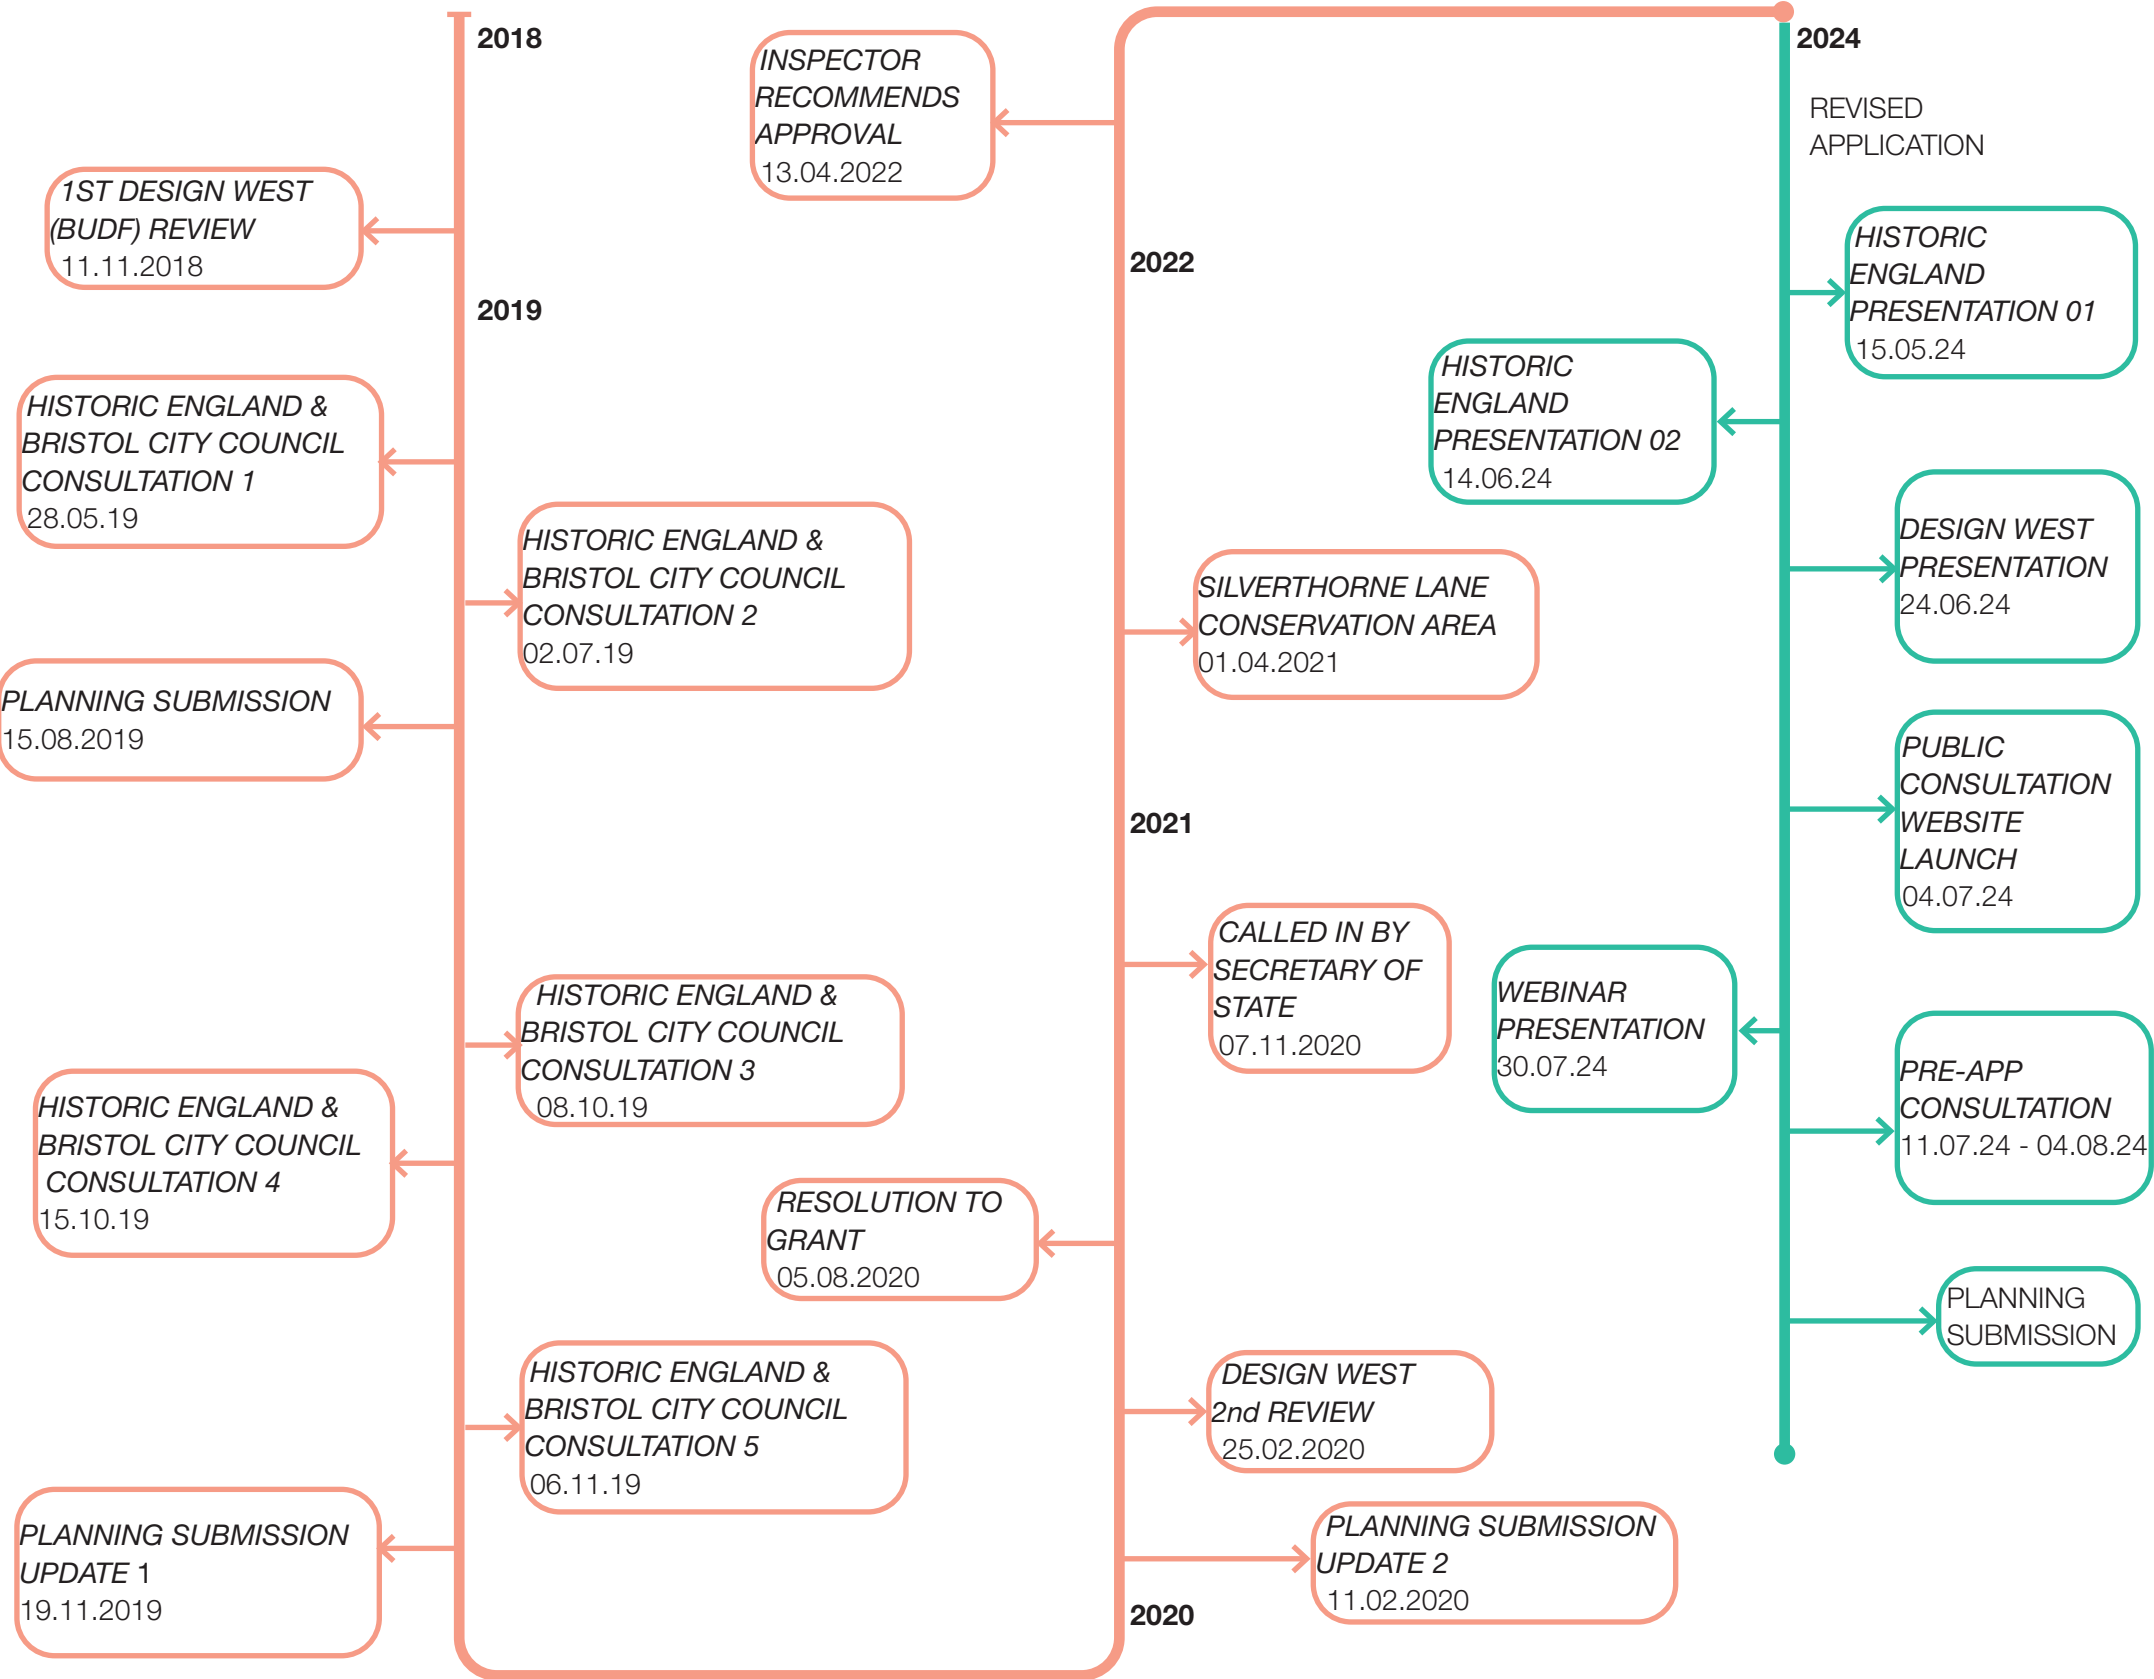 2018
1ST DESIGN WEST
(BUDF) REVIEW
11.11.2018
2019
HISTORIC ENGLAND &
BRISTOL CITY COUNCIL
CONSULTATION 1
28.05.19
HISTORIC ENGLAND &
BRISTOL CITY COUNCIL
CONSULTATION 2
02.07.19
PLANNING SUBMISSION
15.08.2019
HISTORIC ENGLAND &
BRISTOL CITY COUNCIL
CONSULTATION 3
08.10.19
HISTORIC ENGLAND &
BRISTOL CITY COUNCIL
CONSULTATION 4
15.10.19
HISTORIC ENGLAND &
BRISTOL CITY COUNCIL
CONSULTATION 5
06.11.19
PLANNING SUBMISSION
UPDATE 1
19.11.2019
2020
PLANNING SUBMISSION
UPDATE 2
11.02.2020
DESIGN WEST
2nd REVIEW
25.02.2020
RESOLUTION TO
GRANT
05.08.2020
CALLED IN BY
SECRETARY OF
STATE
07.11.2020
2021
SILVERTHORNE LANE
CONSERVATION AREA
01.04.2021
2022
INSPECTOR
RECOMMENDS
APPROVAL
13.04.2022
2024
REVISED
APPLICATION
HISTORIC
ENGLAND
PRESENTATION 01
15.05.24
HISTORIC
ENGLAND
PRESENTATION 02
14.06.24
DESIGN WEST
PRESENTATION
24.06.24
PUBLIC
CONSULTATION
WEBSITE
LAUNCH
04.07.24
WEBINAR
PRESENTATION
30.07.24
PRE-APP
CONSULTATION
11.07.24 - 04.08.24
PLANNING
SUBMISSION